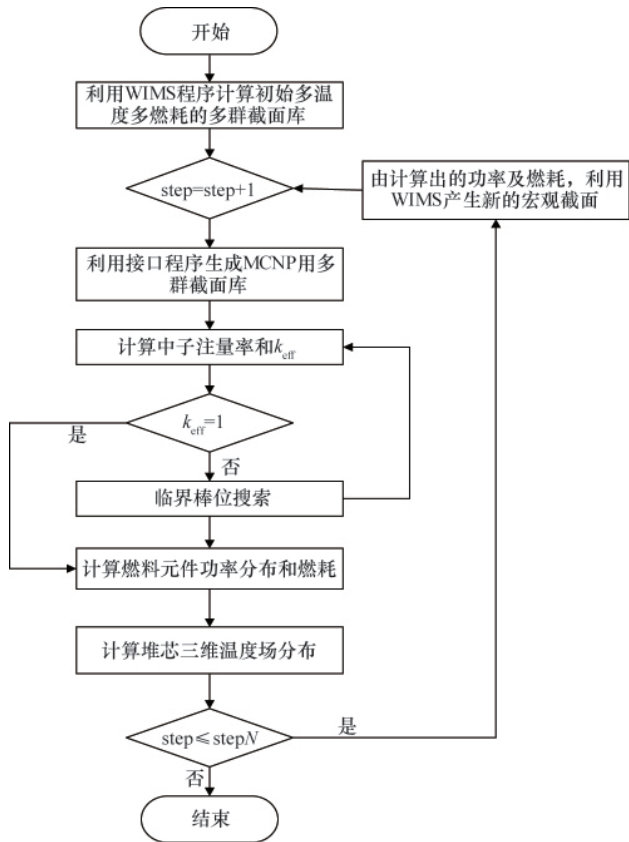 开始
利用WIMS程序计算初始多温
度多燃耗的多群截面库
step=step+1
由计算出的功率及燃耗，利用
WIMS产生新的宏观截面
利用接口程序生成MCNP用多
群截面库
计算中子注量率和keff
keff=1
是
否
临界棒位搜索
计算燃料元件功率分布和燃耗
计算堆芯三维温度场分布
step≤stepN
是
否
结束